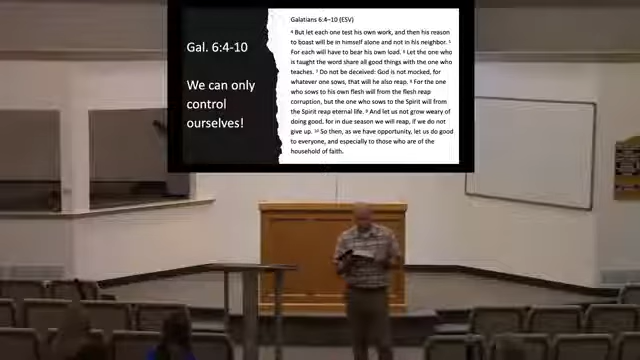 Gal. 6:4-10
We can only
control
ourselves!
Galatians 6:4–10 (ESV)
4 But let each one test his own work, and then his reason
to boast will be in himself alone and not in his neighbor. 5
For each will have to bear his own load. 6 Let the one who
is taught the word share all good things with the one who
teaches. 7 Do not be deceived: God is not mocked, for
whatever one sows, that will he also reap. 8 For the one
who sows to his own flesh will from the flesh reap
corruption, but the one who sows to the Spirit will from
the Spirit reap eternal life. 9 And let us not grow weary of
doing good, for in due season we will reap, if we do not
give up. 10 So then, as we have opportunity, let us do good
to everyone, and especially to those who are of the
household of faith.